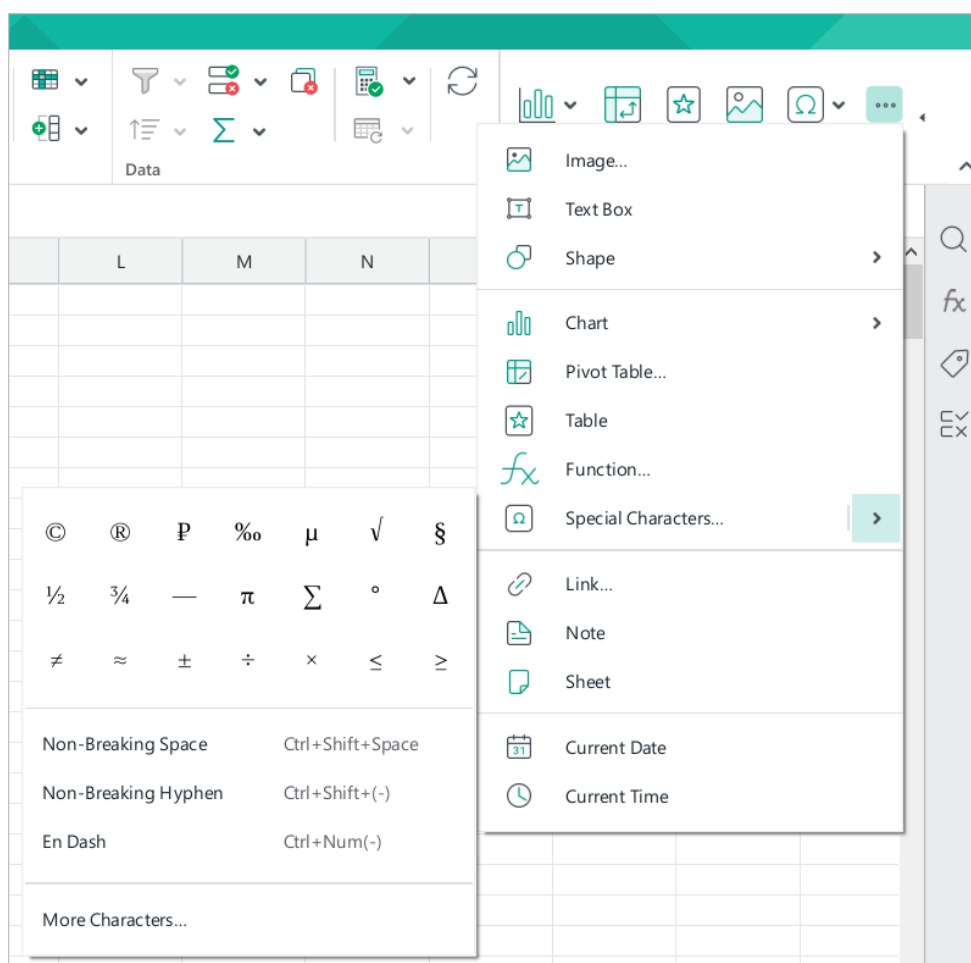 Data
L M N
Image...
Text Box
Shape
Chart
Pivot Table...
Table
Function...
Special Characters...
Link...
Note
Sheet
31
Current Date
Current Time
© ® ₽ ‰ µ √ §
½ ¾ — π ∑ ° Δ
≠ ≈ ± ÷ × ≤ ≥
Non-Breaking Space Ctrl+Shift+Space
Non-Breaking Hyphen Ctrl+Shift+(-)
En Dash Ctrl+Num(-)
More Characters...